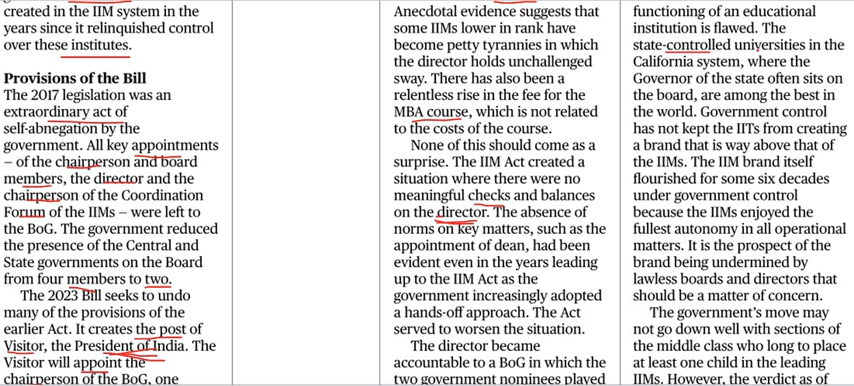 created in the IIM system in the
years since it relinquished control
over these institutes.
Provisions of the Bill
The 2017 legislation was an
extraordinary act of
self-abnegation by the
government. All key appointments
– of the chairperson and board
members, the director and the
chairperson of the Coordination
Forum of the IIMs – were left to
the BoG. The government reduced
the presence of the Central and
State governments on the Board
from four members to two.
The 2023 Bill seeks to undo
many of the provisions of the
earlier Act. It creates the post of
Visitor, the President of India. The
Visitor will appoint the
chairperson of the BoG, one
Anecdotal evidence suggests that
some IIMs lower in rank have
become petty tyrannies in which
the director holds unchallenged
sway. There has also been a
relentless rise in the fee for the
MBA course, which is not related
to the costs of the course.
None of this should come as a
surprise. The IIM Act created a
situation where there were no
meaningful checks and balances
on the director. The absence of
norms on key matters, such as the
appointment of dean, had been
evident even in the years leading
up to the IIM Act as the
government increasingly adopted
a hands-off approach. The Act
served to worsen the situation.
The director became
accountable to a BoG in which the
two government nominees played
functioning of an educational
institution is flawed. The
state-controlled universities in the
California system, where the
Governor of the state often sits on
the board, are among the best in
the world. Government control
has not kept the IITs from creating
a brand that is way above that of
the IIMs. The IIM brand itself
flourished for some six decades
under government control
because the IIMs enjoyed the
fullest autonomy in all operational
matters. It is the prospect of the
brand being undermined by
lawless boards and directors that
should be a matter of concern.
The government's move may
not go down well with sections of
the middle class who long to place
at least one child in the leading
IIMs. However, the verdict as of